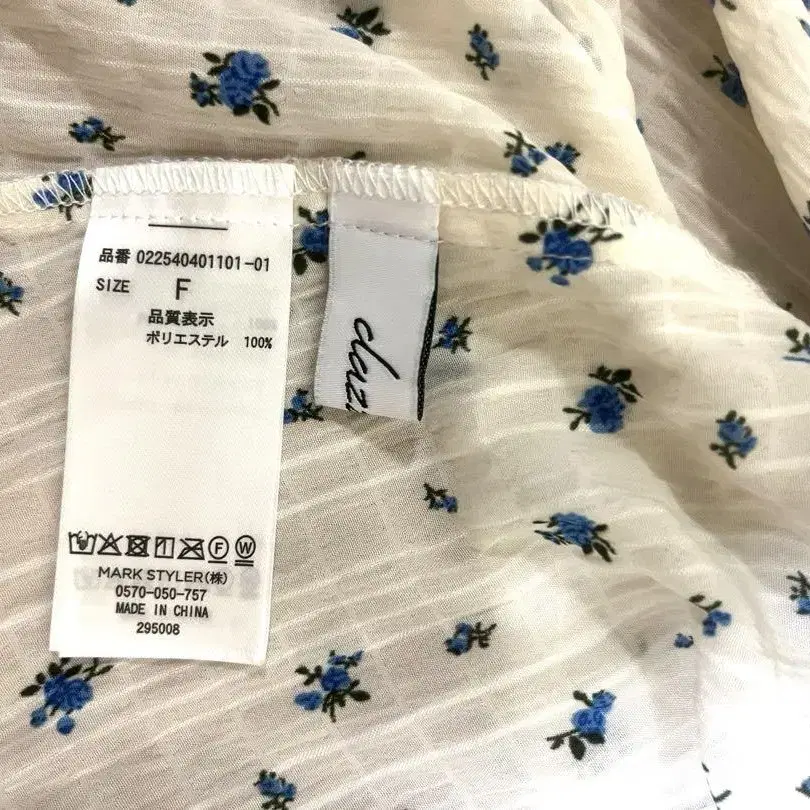 品番 022540401101-01
SIZE F
品質表示
ポリエステル 100%
MARK STYLER(株)
0570-050-757
MADE IN CHINA
295008